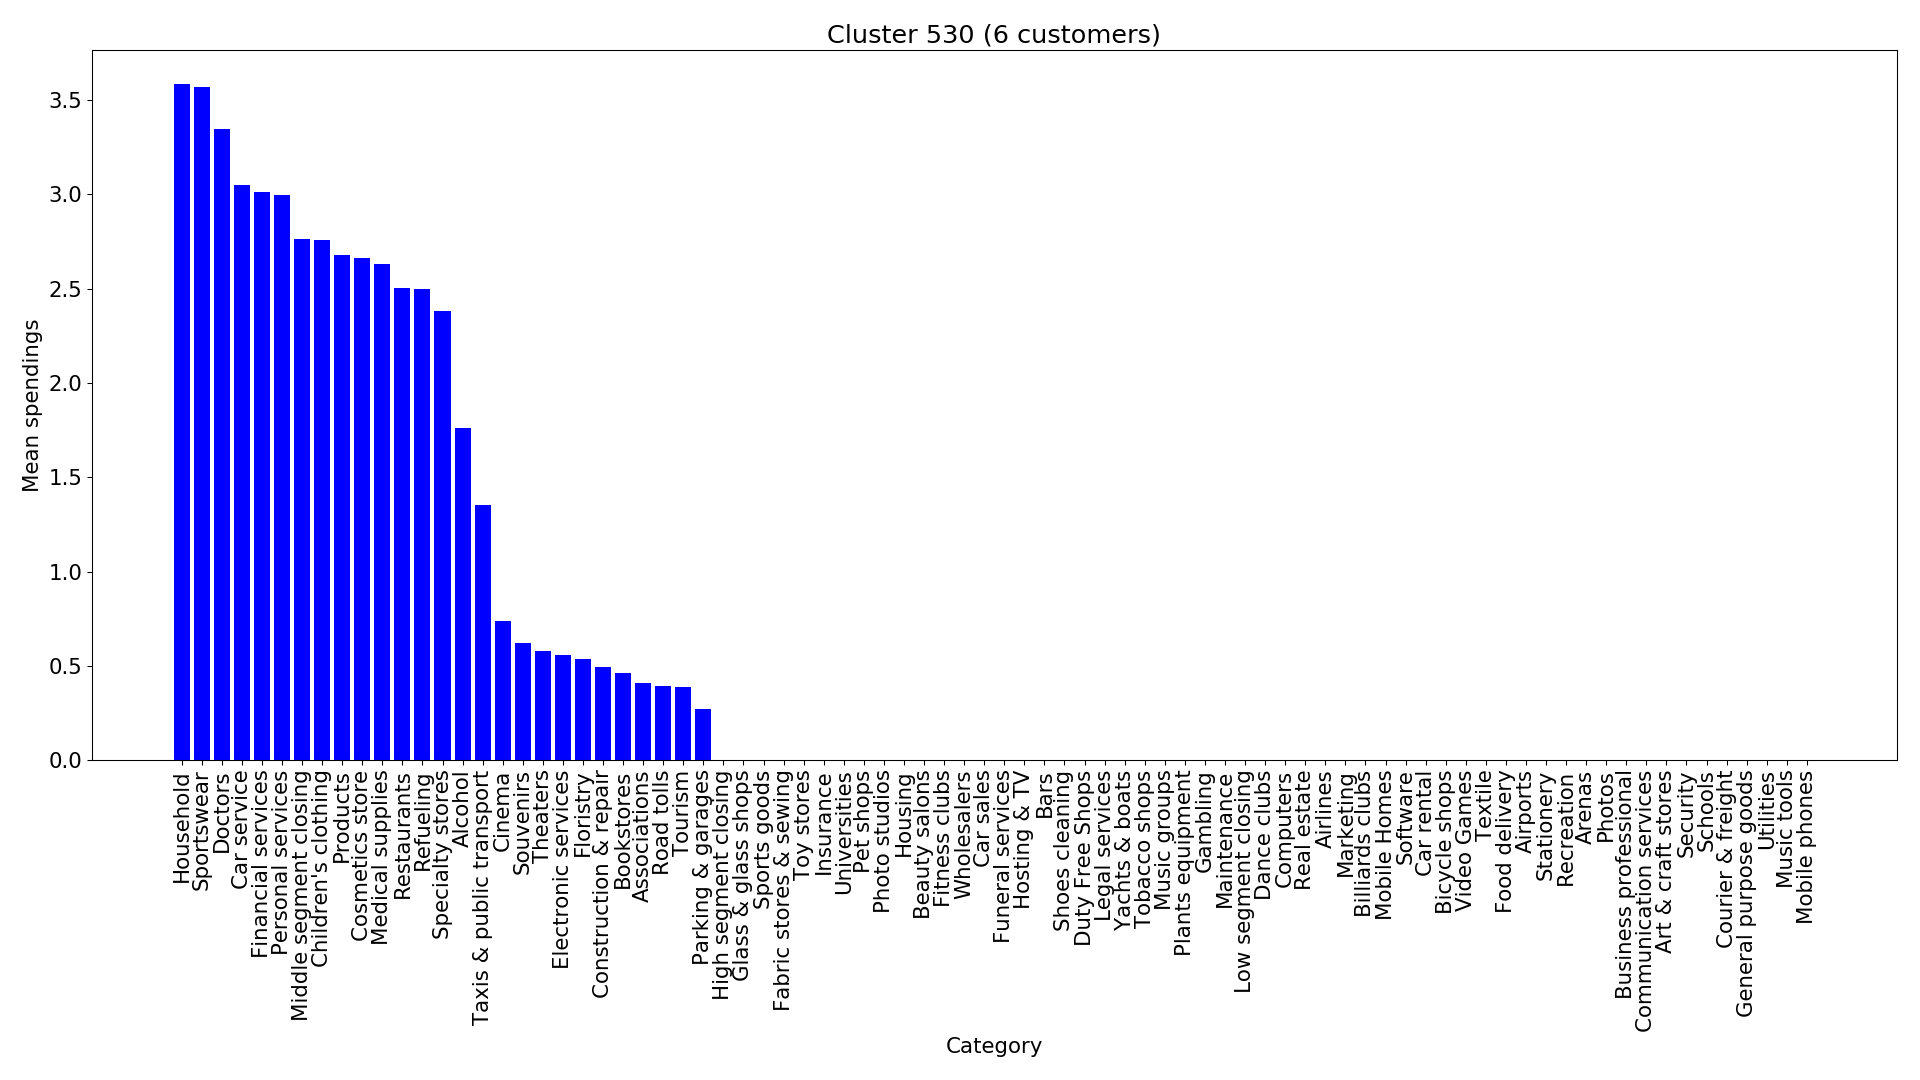 Cluster 530 (6 customers)
Mean spendings
3.5
3.0
2.5
2.0
1.5
1.0
0.5
0.0
Household
Sportswear
Doctors
Car service
Financial services
Personal services
Middle segment closing
Children's clothing
Products
Cosmetics store
Medical supplies
Restaurants
Refueling
Specialty stores
Alcohol
Taxis & public transport
Cinema
Souvenirs
Theaters
Electronic services
Floristry
Construction & repair
Bookstores
Associations
Road tolls
Tourism
Parking & garages
High segment closing
Glass & glass shops
Sports goods
Fabric stores & sewing
Toy stores
Insurance
Universities
Pet shops
Photo studios
Housing
Beauty salons
Fitness clubs
Wholesalers
Car sales
Funeral services
Hosting & TV
Bars
Shoes cleaning
Duty Free Shops
Legal services
Yachts & boats
Tobacco shops
Music groups
Plants equipment
Gambling
Maintenance
Low segment closing
Dance clubs
Computers
Real estate
Airlines
Marketing
Billiards clubs
Mobile Homes
Software
Car rental
Bicycle shops
Video Games
Textile
Food delivery
Airports
Stationery
Recreation
Arenas
Photos
Business professional
Communication services
Art & craft stores
Security
Schools
Courier & freight
General purpose goods
Utilities
Music tools
Mobile phones
Category